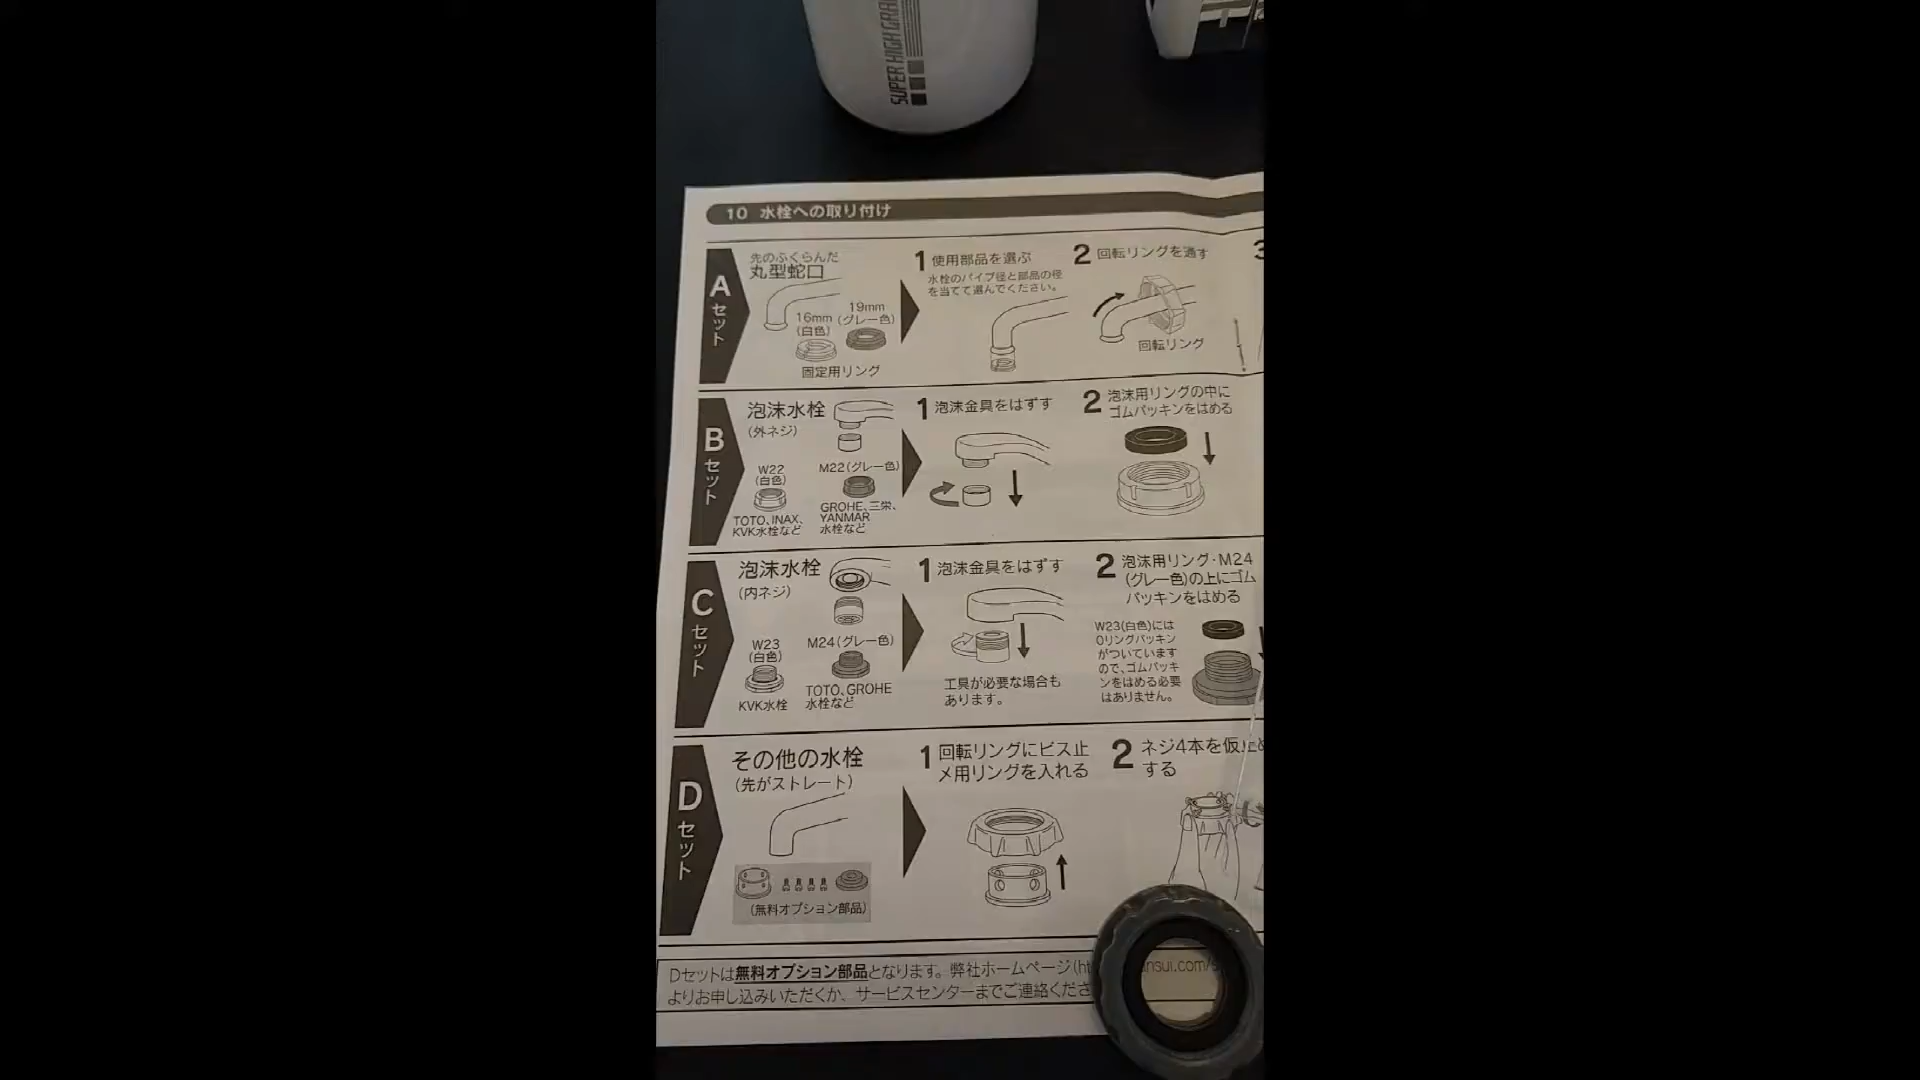 SUPER HIGH GRA
10 水栓への取り付け
Aセット
先のふくらんだ
丸型蛇口
16mm
(白色)
19mm
(グレー色)
固定用リング
1 使用部品を選ぶ
水栓のパイプ径と部品の径
を当てて選んでください。
2 回転リングを通す
回転リング
3
Bセット
泡沫水栓
(外ネジ)
W22
(白色)
TOTO、INAX、
KVK水栓など
M22(グレー色)
GROHE、三栄、
YANMAR
水栓など
1 泡沫金具をはずす
2 泡沫用リングの中に
ゴムパッキンをはめる
Cセット
泡沫水栓
(内ネジ)
W23
(白色)
KVK水栓
M24(グレー色)
TOTO、GROHE
水栓など
1 泡沫金具をはずす
工具が必要な場合も
あります。
2 泡沫用リング・M24
(グレー色)の上にゴム
パッキンをはめる
W23(白色)には
Oリングパッキン
がついています
ので、ゴムパッキ
ンをはめる必要
はありません。
Dセット
その他の水栓
(先がストレート)
(無料オプション部品)
1 回転リングにビス止
メ用リングを入れる
2 ネジ4本を仮止め
する
Dセットは無料オプション部品となります。弊社ホームページ(ht nsui.com/s
よりお申し込みいただくか、サービスセンターまでご連絡くださ